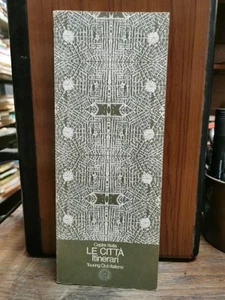 Capire l'Italia
LE CITTÀ
Itinerari
Touring Club Italiano